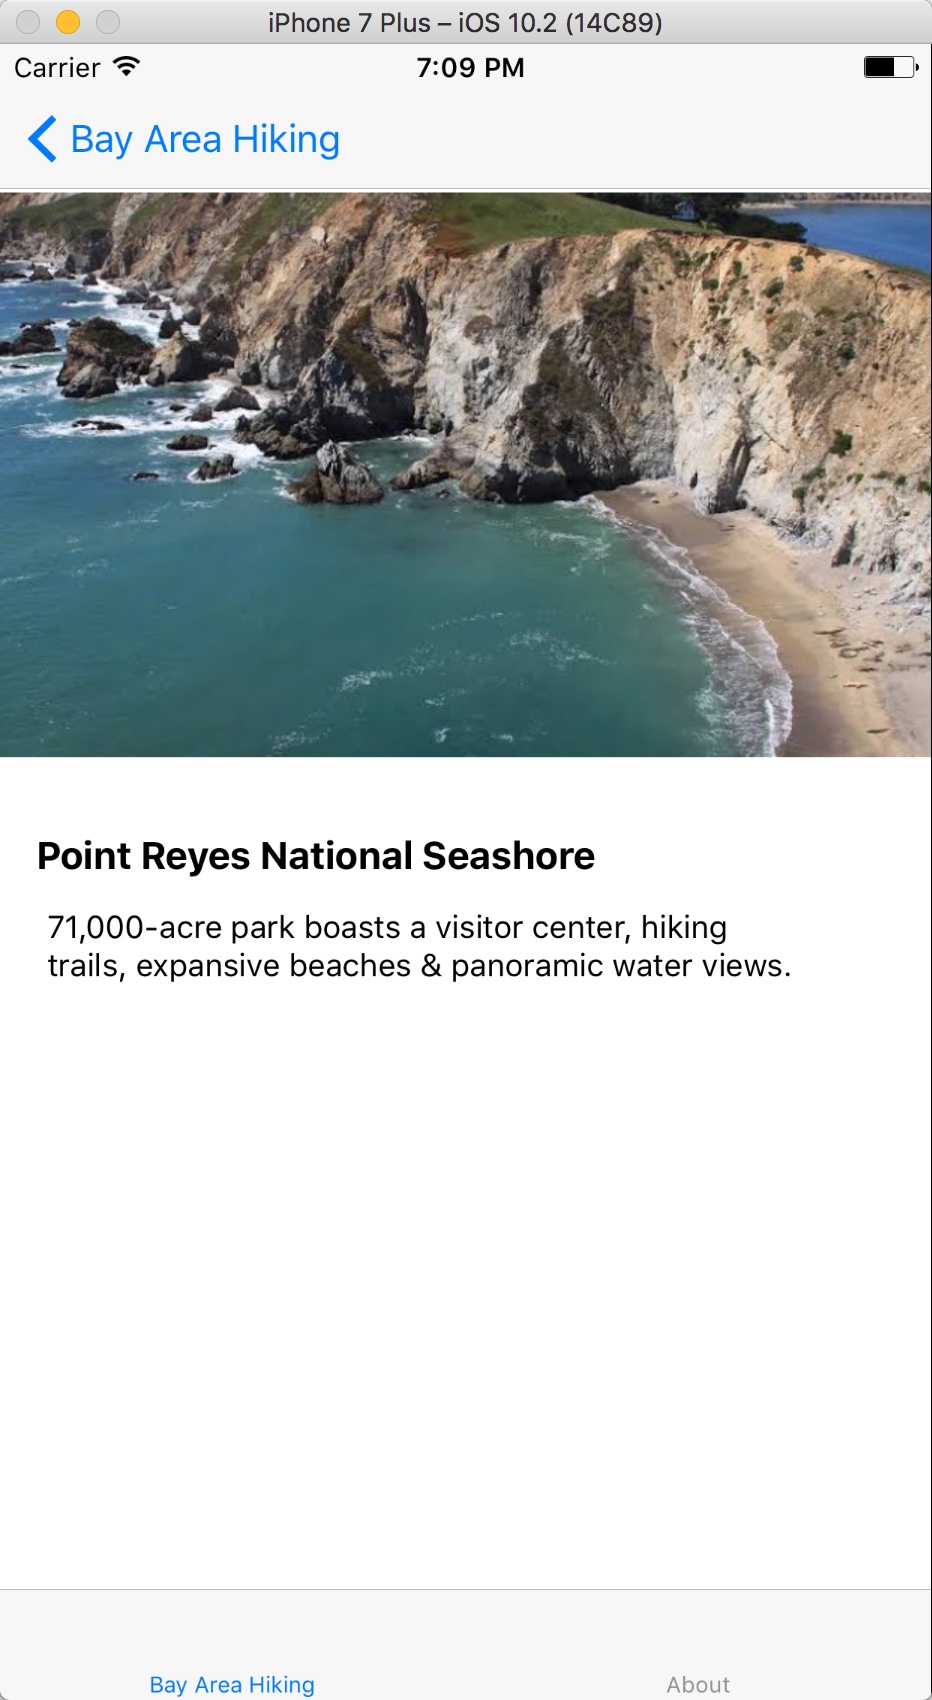 iPhone 7 Plus – iOS 10.2 (14C89)
Carrier 7:09 PM
Bay Area Hiking
Point Reyes National Seashore
71,000-acre park boasts a visitor center, hiking
trails, expansive beaches & panoramic water views.
Bay Area Hiking About